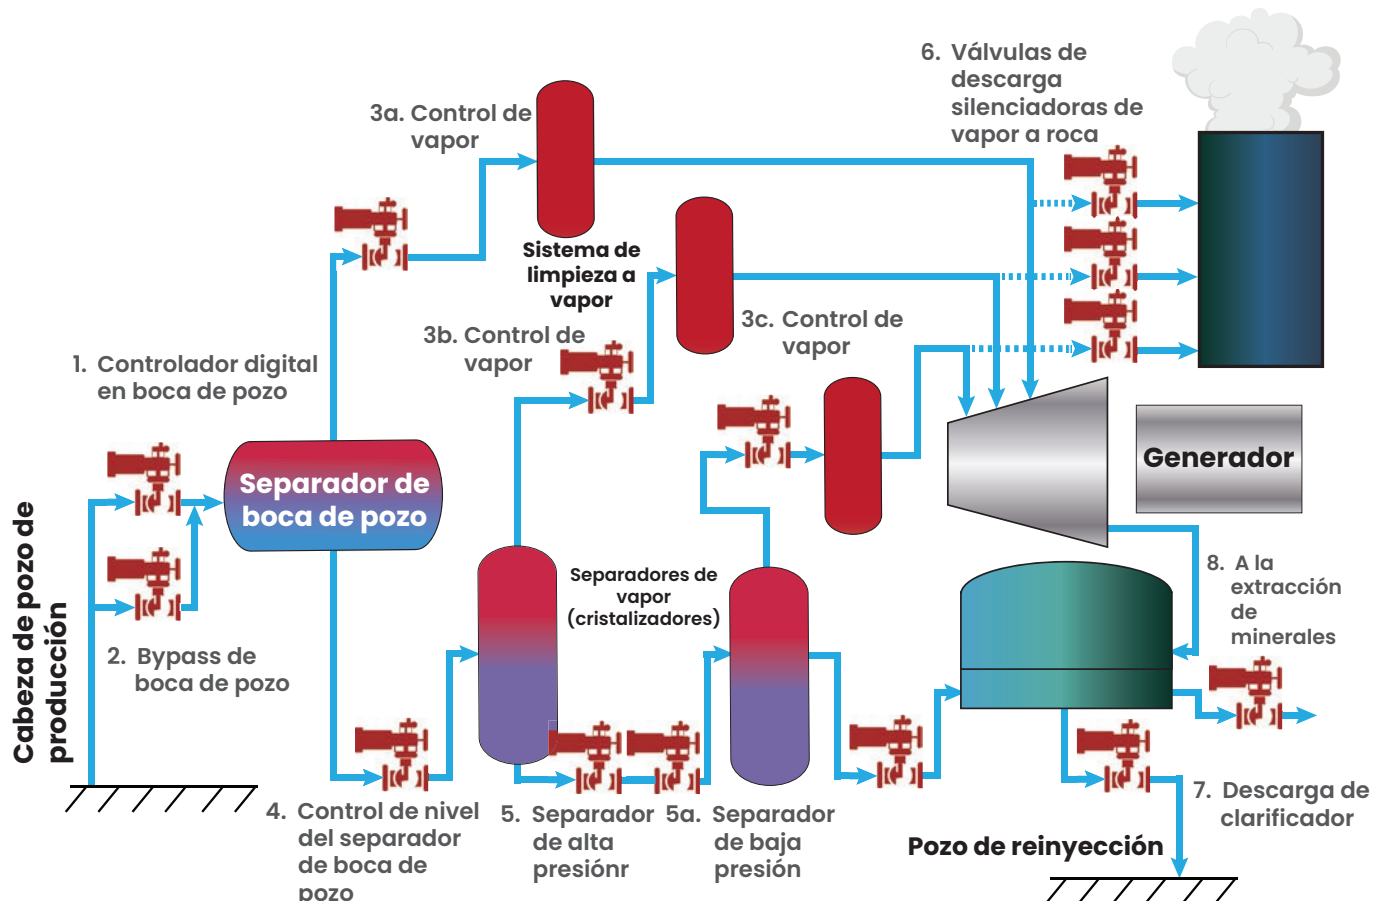 6. Válvulas de
descarga
silenciadoras de
vapor a roca
3a. Control de
vapor
Sistema de
limpieza a
vapor
3b. Control de
vapor
3c. Control de
vapor
1. Controlador digital
en boca de pozo
Separador de
boca de pozo
Generador
Cabeza de pozo de
producción
2. Bypass de
boca de pozo
Separadores de
vapor
(cristalizadores)
8. A la
extracción
de
minerales
4. Control de nivel
del separador
de boca de
pozo
5. Separador
de alta
presiónr
5a. Separador
de baja
presión
7. Descarga de
clarificador
Pozo de reinyección